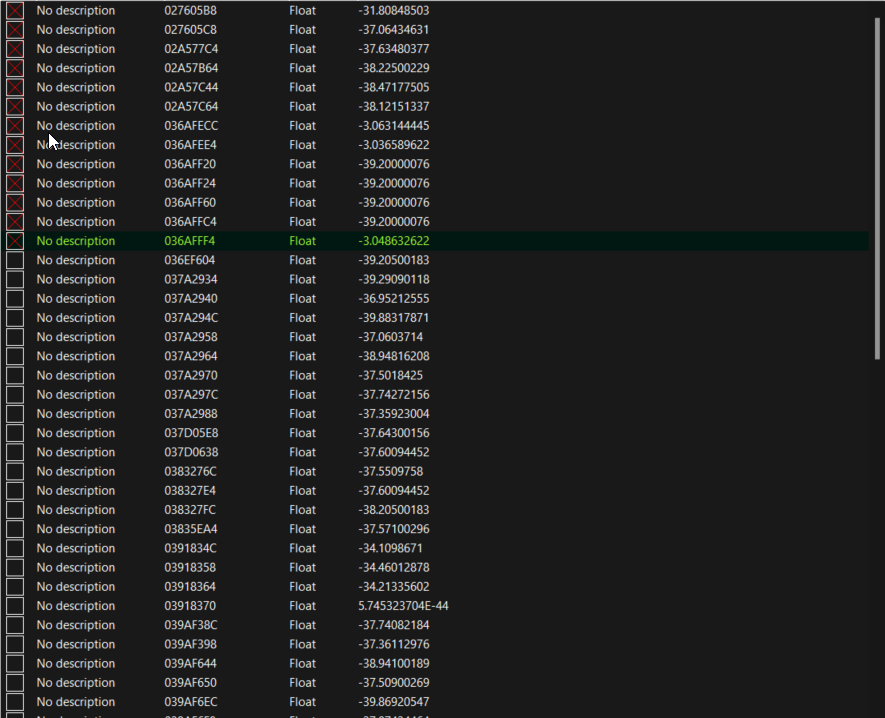 No description 027605B8 Float -31.80848503
No description 027605C8 Float -37.06434631
No description 02A577C4 Float -37.63480377
No description 02A57B64 Float -38.22500229
No description 02A57C44 Float -38.47177505
No description 02A57C64 Float -38.12151337
No description 036AFECC Float -3.063144445
No description 036AFEE4 Float -3.036589622
No description 036AFF20 Float -39.20000076
No description 036AFF24 Float -39.20000076
No description 036AFF60 Float -39.20000076
No description 036AFFC4 Float -39.20000076
No description 036AFFF4 Float -3.048632622
No description 036EF604 Float -39.20500183
No description 037A2934 Float -39.29090118
No description 037A2940 Float -36.95212555
No description 037A294C Float -39.88317871
No description 037A2958 Float -37.0603714
No description 037A2964 Float -38.94816208
No description 037A2970 Float -37.5018425
No description 037A297C Float -37.74272156
No description 037A2988 Float -37.35923004
No description 037D05E8 Float -37.64300156
No description 037D0638 Float -37.60094452
No description 0383276C Float -37.5509758
No description 038327E4 Float -37.60094452
No description 038327FC Float -38.20500183
No description 03835EA4 Float -37.57100296
No description 0391834C Float -34.1098671
No description 03918358 Float -34.46012878
No description 03918364 Float -34.21335602
No description 03918370 Float 5.745323704E-44
No description 039AF38C Float -37.74082184
No description 039AF398 Float -37.36112976
No description 039AF644 Float -38.94100189
No description 039AF650 Float -37.50900269
No description 039AF6EC Float -39.86920547